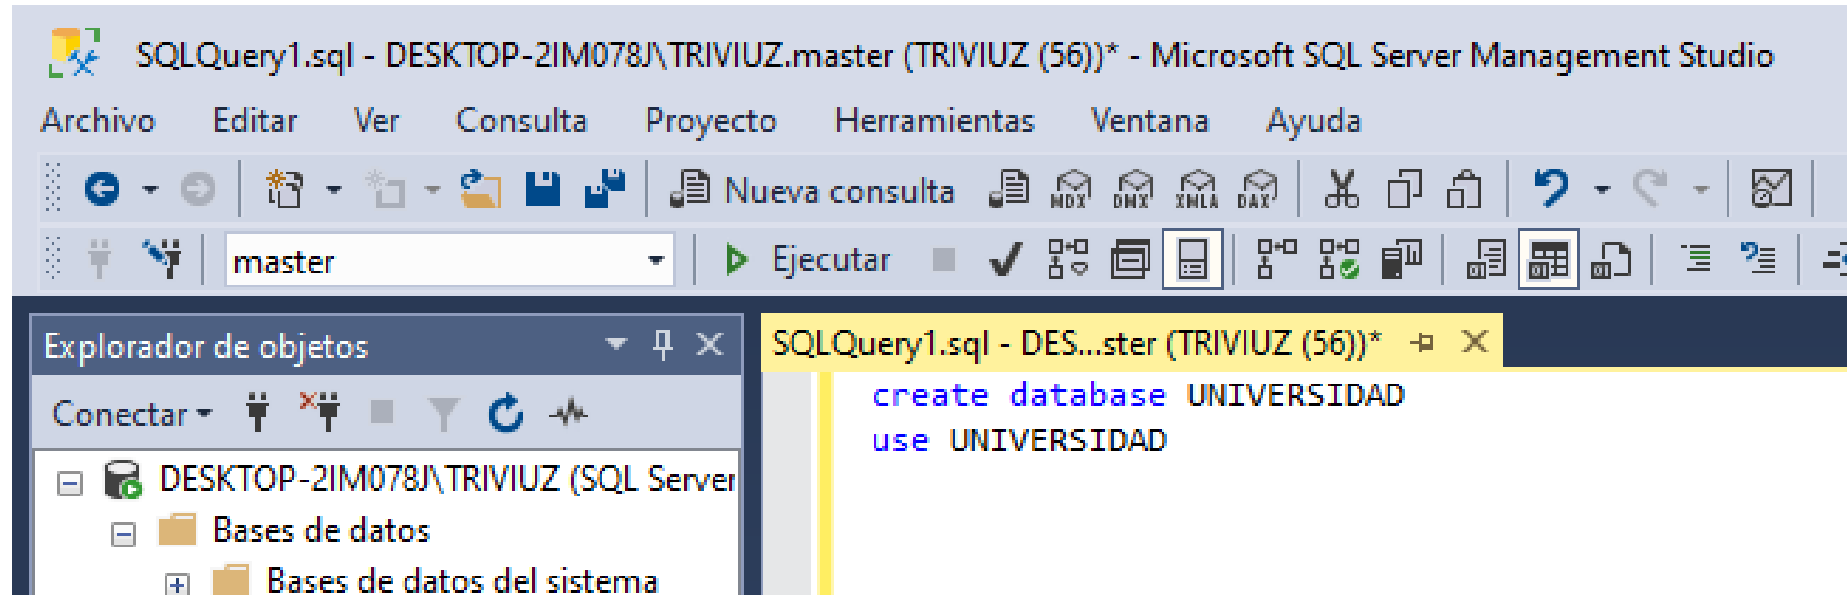 SQLQuery1.sql - DESKTOP-2IM078J\TRIVIUZ.master (TRIVIUZ (56))* - Microsoft SQL Server Management Studio
Archivo Editar Ver Consulta Proyecto Herramientas Ventana Ayuda
Nueva consulta MDX DMX XMLA DAX
master Ejecutar
Explorador de objetos
SQLQuery1.sql - DES...ster (TRIVIUZ (56))*
Conectar
create database UNIVERSIDAD
use UNIVERSIDAD
DESKTOP-2IM078J\TRIVIUZ (SQL Server
Bases de datos
Bases de datos del sistema